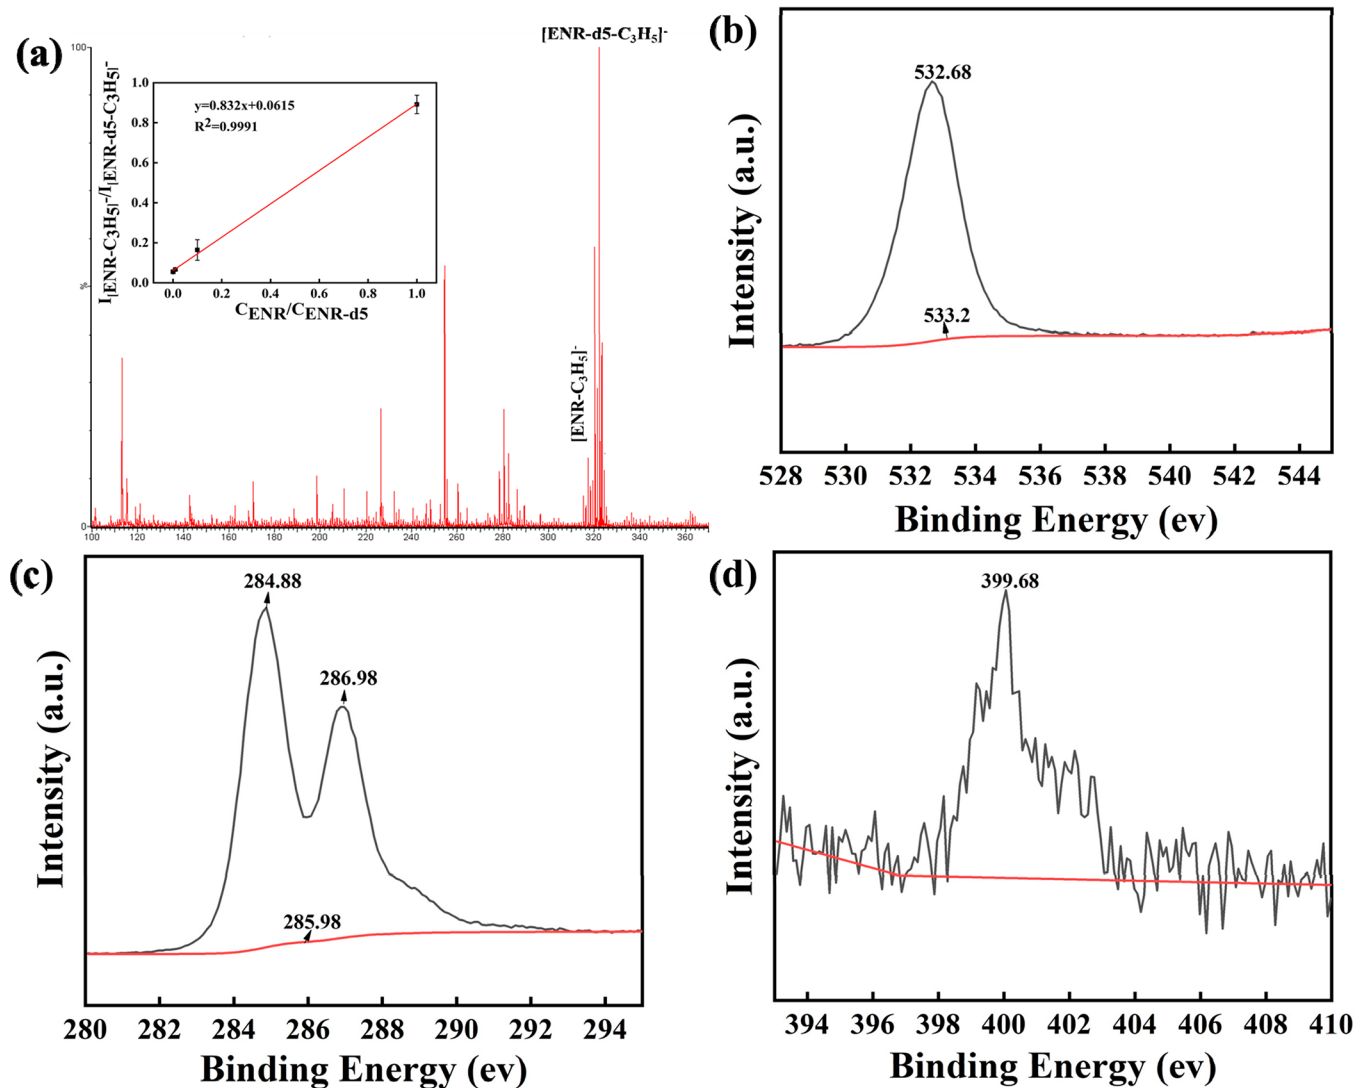 (a)
[ENR-d5-C3H5]-
100
%
0
I[ENR-C3H5]-/I[ENR-d5-C3H5]-
1.0
0.8
0.6
0.4
0.2
0.0
y=0.832x+0.0615
R2=0.9991
0.0 0.2 0.4 0.6 0.8 1.0
CENR/CENR-d5
[ENR-C3H5]-
100 120 140 160 180 200 220 240 260 280 300 320 340 360
(b)
532.68
533.2
Intensity (a.u.)
528 530 532 534 536 538 540 542 544
Binding Energy (ev)
(c)
284.88
286.98
285.98
Intensity (a.u.)
280 282 284 286 288 290 292 294
Binding Energy (ev)
(d)
399.68
Intensity (a.u.)
394 396 398 400 402 404 406 408 410
Binding Energy (ev)